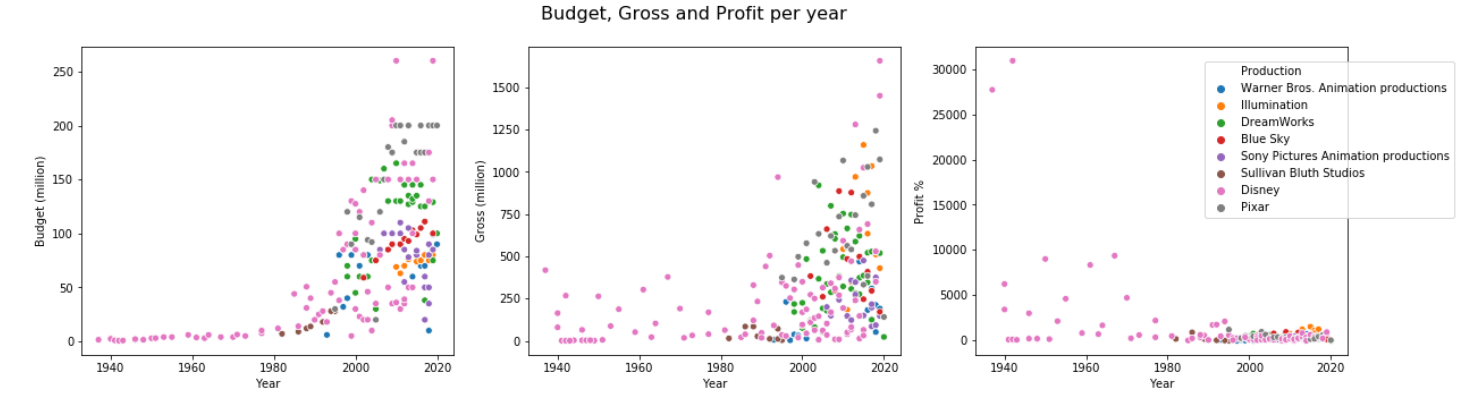 Budget, Gross and Profit per year
Budget (million)
250
200
150
100
50
0
1940
1960
1980
2000
2020
Year
Gross (million)
1500
1250
1000
750
500
250
0
1940
1960
1980
2000
2020
Year
Profit %
30000
25000
20000
15000
10000
5000
0
1940
1960
1980
2000
2020
Year
Production
Warner Bros. Animation productions
Illumination
DreamWorks
Blue Sky
Sony Pictures Animation productions
Sullivan Bluth Studios
Disney
Pixar